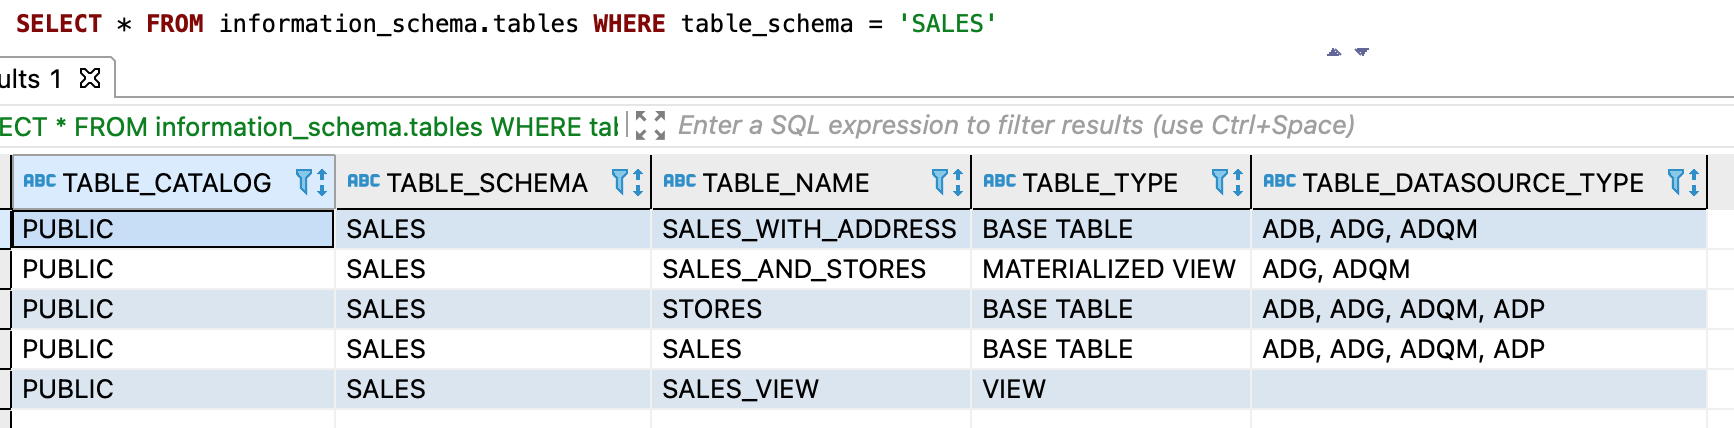 SELECT * FROM information_schema.tables WHERE table_schema = 'SALES'
ults 1
ECT * FROM information_schema.tables WHERE tal Enter a SQL expression to filter results (use Ctrl+Space)
ABC TABLE_CATALOG ABC TABLE_SCHEMA ABC TABLE_NAME ABC TABLE_TYPE ABC TABLE_DATASOURCE_TYPE
PUBLIC SALES SALES_WITH_ADDRESS BASE TABLE ADB, ADG, ADQM
PUBLIC SALES SALES_AND_STORES MATERIALIZED VIEW ADG, ADQM
PUBLIC SALES STORES BASE TABLE ADB, ADG, ADQM, ADP
PUBLIC SALES SALES BASE TABLE ADB, ADG, ADQM, ADP
PUBLIC SALES SALES_VIEW VIEW